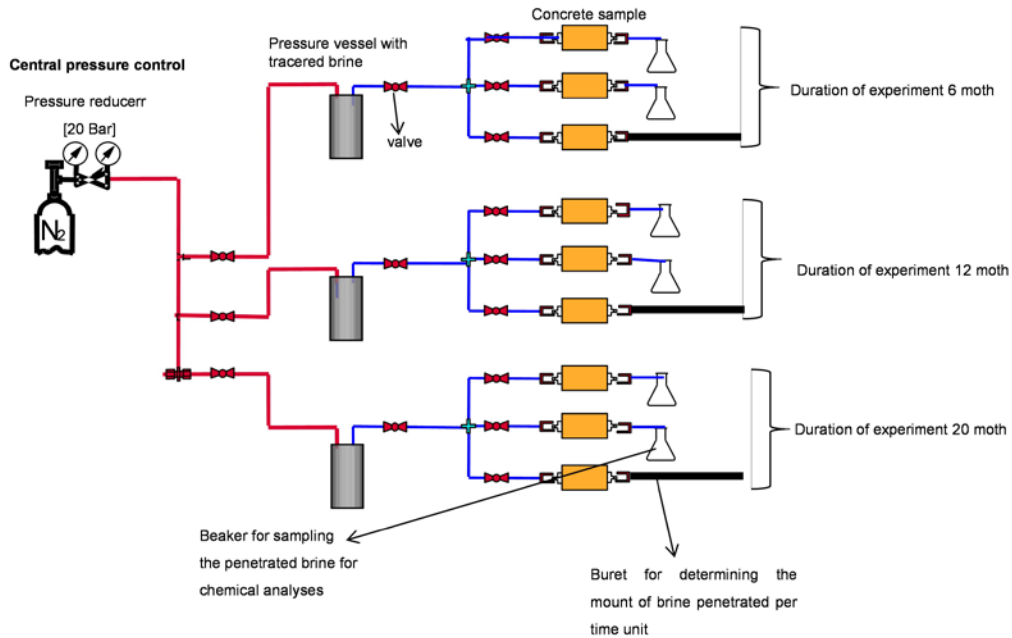 Concrete sample
Pressure vessel with
tracered brine
Central pressure control
Pressure reducerr
[20 Bar]
valve
N2
Duration of experiment 6 moth
Duration of experiment 12 moth
Duration of experiment 20 moth
Beaker for sampling
the penetrated brine for
chemical analyses
Buret for determining the
mount of brine penetrated per
time unit